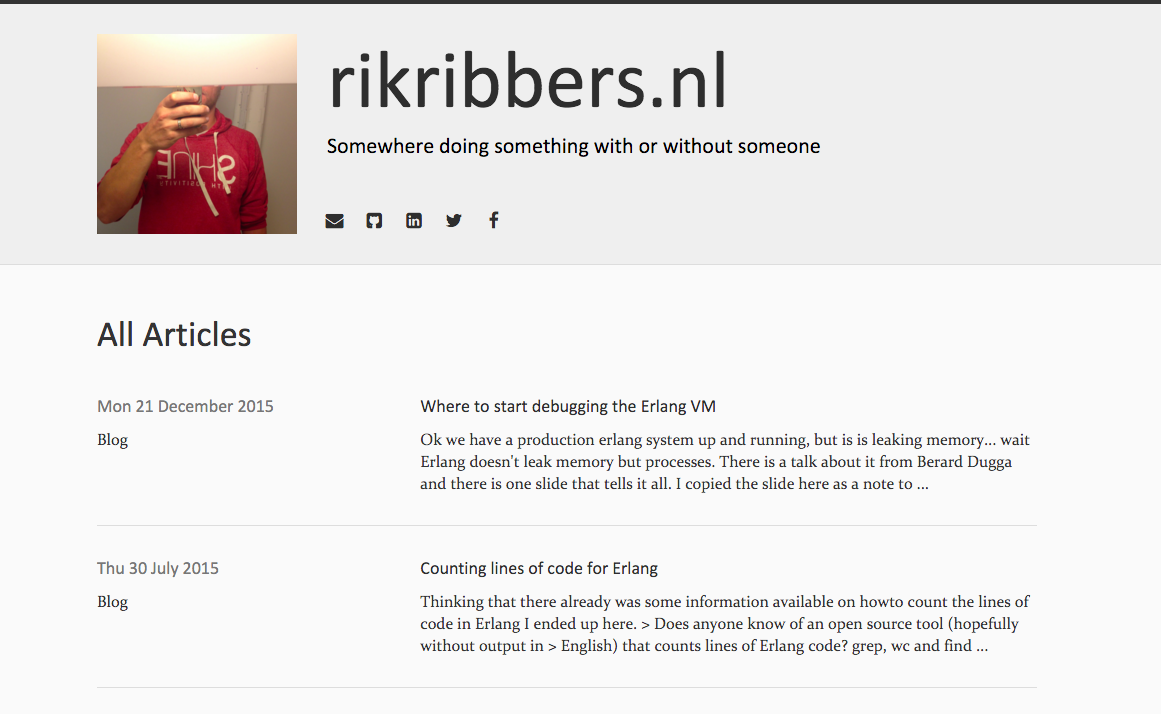 rikribbers.nl
Somewhere doing something with or without someone
SHINE
All Articles
Mon 21 December 2015
Where to start debugging the Erlang VM
Blog
Ok we have a production erlang system up and running, but is is leaking memory... wait
Erlang doesn't leak memory but processes. There is a talk about it from Berard Dugga
and there is one slide that tells it all. I copied the slide here as a note to ...
Thu 30 July 2015
Counting lines of code for Erlang
Blog
Thinking that there already was some information available on howto count the lines of
code in Erlang I ended up here. > Does anyone know of an open source tool (hopefully
without output in > English) that counts lines of Erlang code? grep, wc and find ...